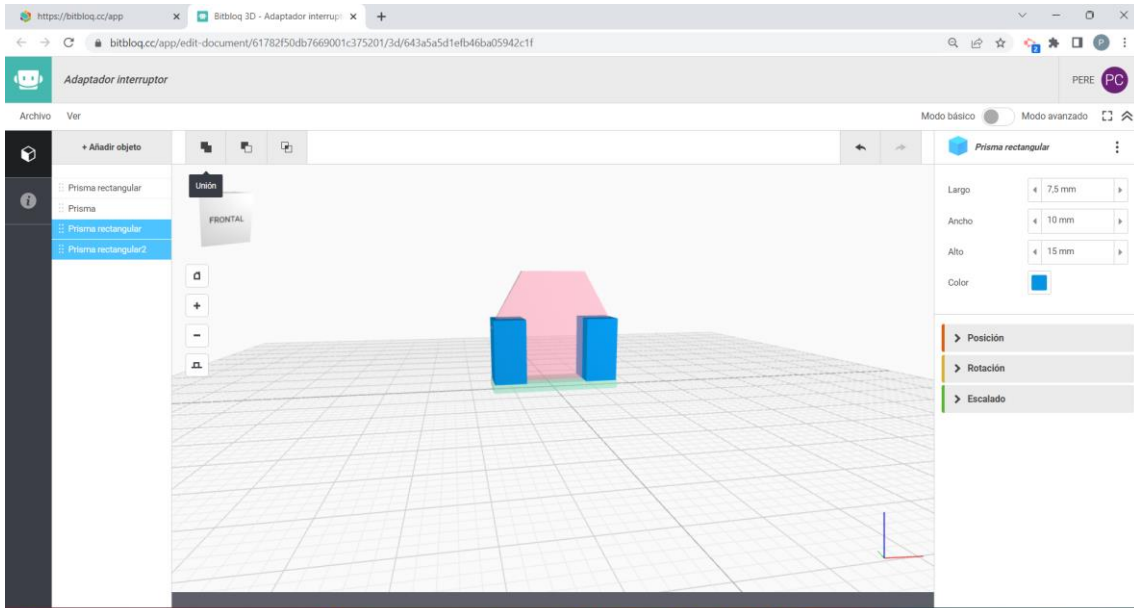 https://bitbloq.cc/app
Bitbloq 3D - Adaptador interrup
bitbloq.cc/app/edit-document/61782f50db7669001c375201/3d/643a5a5d1efb46ba05942c1f
2
P
Adaptador interruptor
PERE PC
Archivo Ver
Modo básico Modo avanzado
+ Añadir objeto
Prisma rectangular
Prisma rectangular
Prisma
Prisma rectangular
Prisma rectangular2
Unión
FRONTAL
Largo 7,5 mm
Ancho 10 mm
Alto 15 mm
Color
Posición
Rotación
Escalado